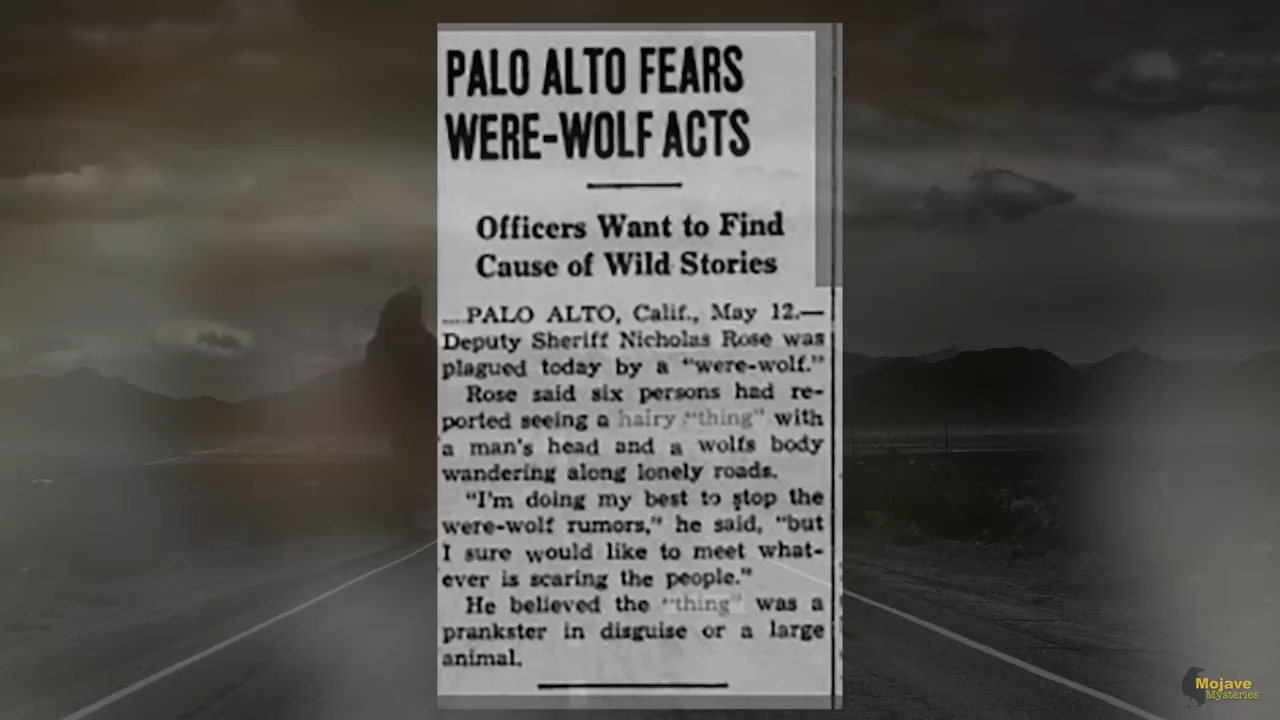 PALO ALTO FEARS
WERE-WOLF ACTS
Officers Want to Find
Cause of Wild Stories
....PALO ALTO, Calif., May 12.—
Deputy Sheriff Nicholas Rose was
plagued today by a "were-wolf."
Rose said six persons had re-
ported seeing a hairy "thing" with
a man's head and a wolfs body
wandering along lonely roads.
"I'm doing my best to stop the
were-wolf rumors," he said, "but
I sure would like to meet what-
ever is scaring the people."
He believed the "thing" was a
prankster in disguise or a large
animal.
Mojave
Mysteries